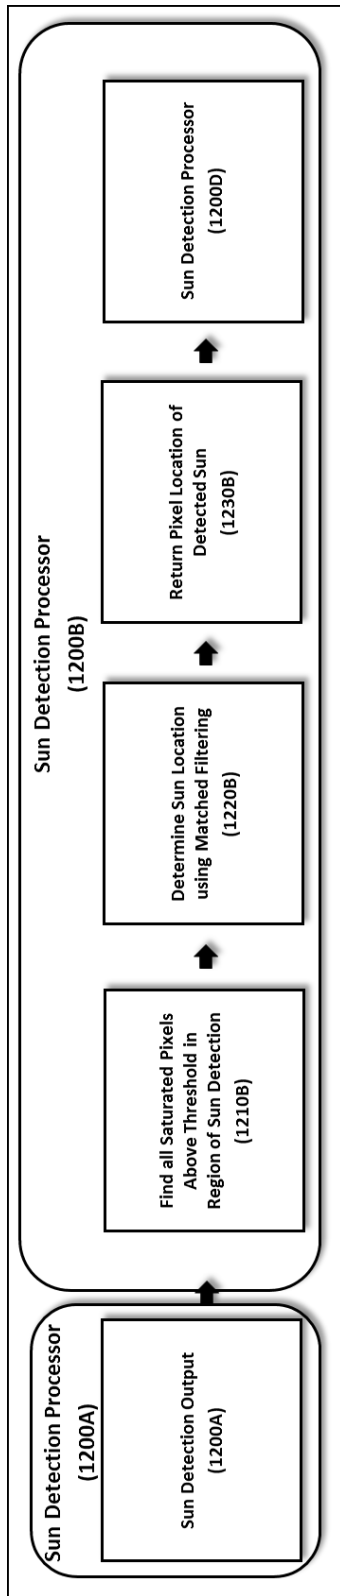 Sun Detection Processor
(1200A)
Sun Detection Output
(1200A)
Sun Detection Processor
(1200B)
Find all Saturated Pixels
Above Threshold in
Region of Sun Detection
(1210B)
Determine Sun Location
using Matched Filtering
(1220B)
Return Pixel Location of
Detected Sun
(1230B)
Sun Detection Processor
(1200D)